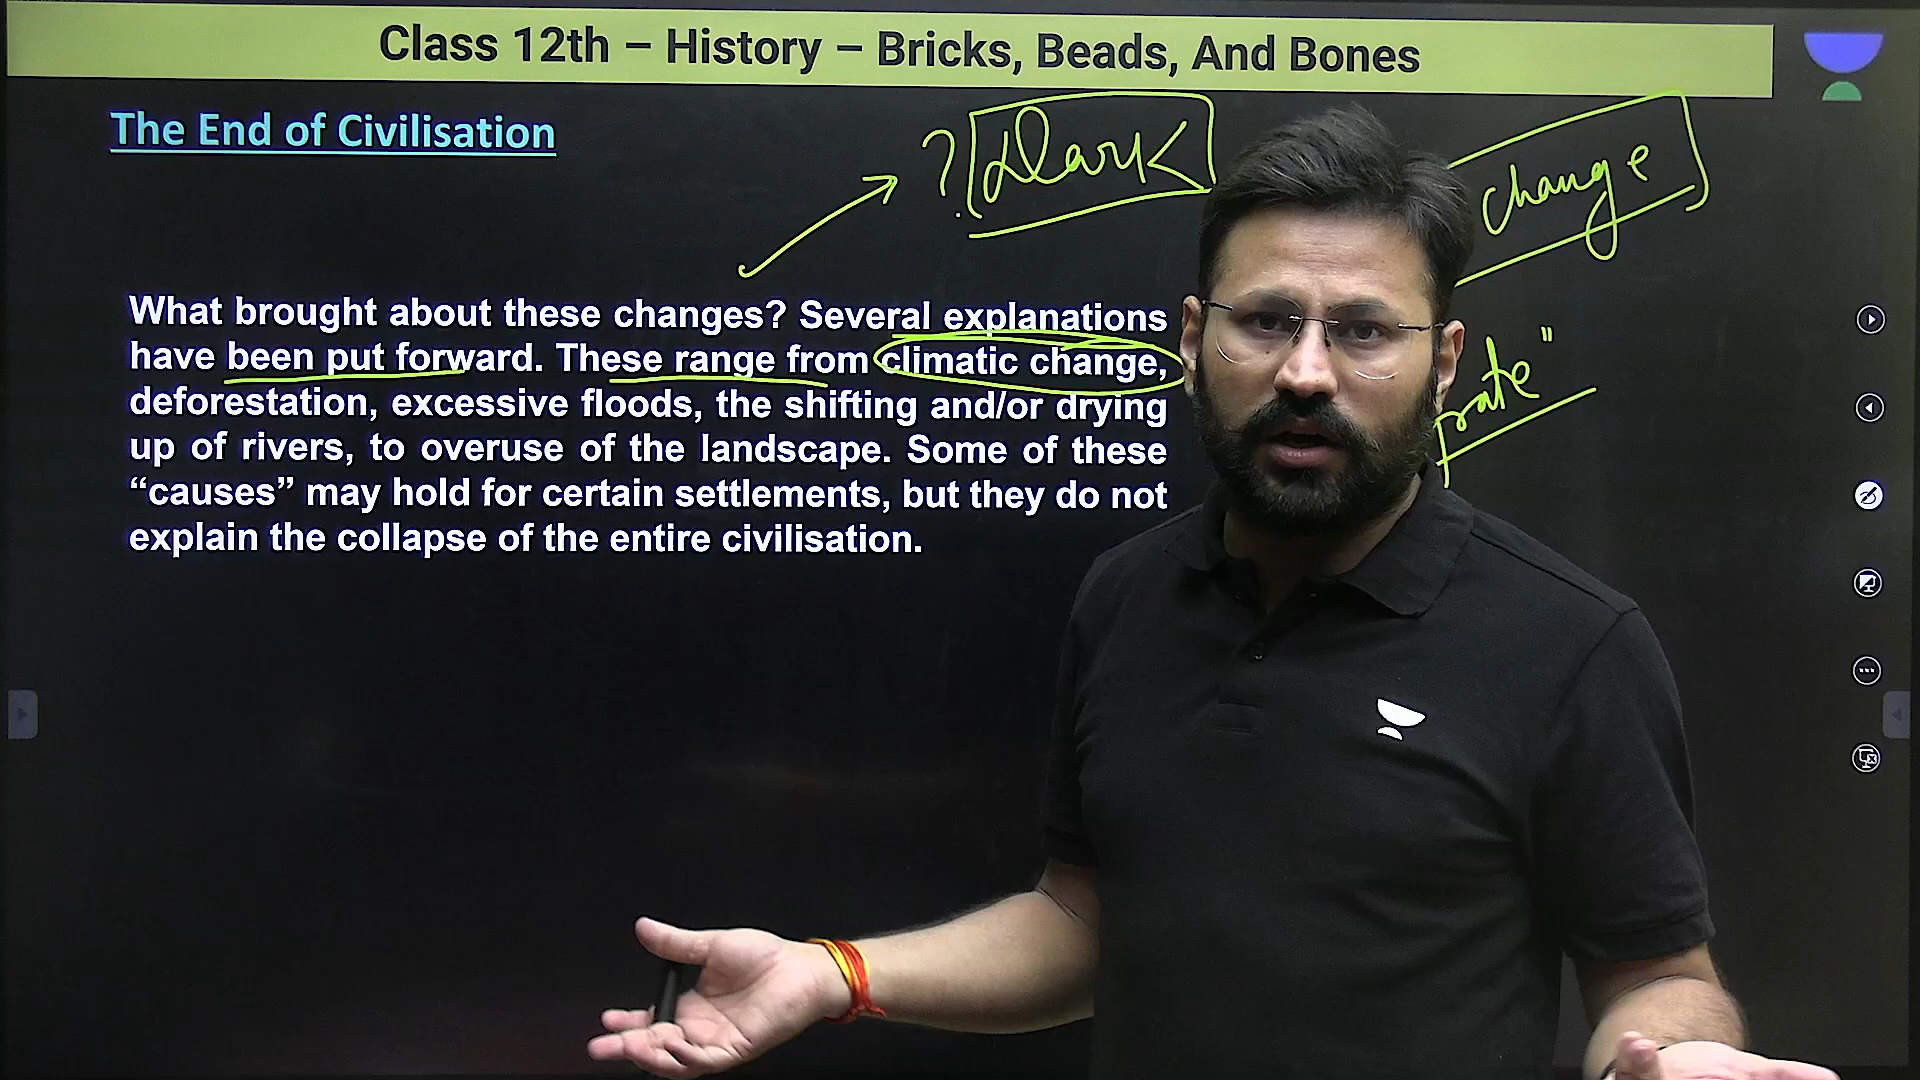 Class 12th – History – Bricks, Beads, And Bones
The End of Civilisation
? Dark
change
What brought about these changes? Several explanations
have been put forward. These range from climatic change,
deforestation, excessive floods, the shifting and/or drying
up of rivers, to overuse of the landscape. Some of these
“causes” may hold for certain settlements, but they do not
explain the collapse of the entire civilisation.